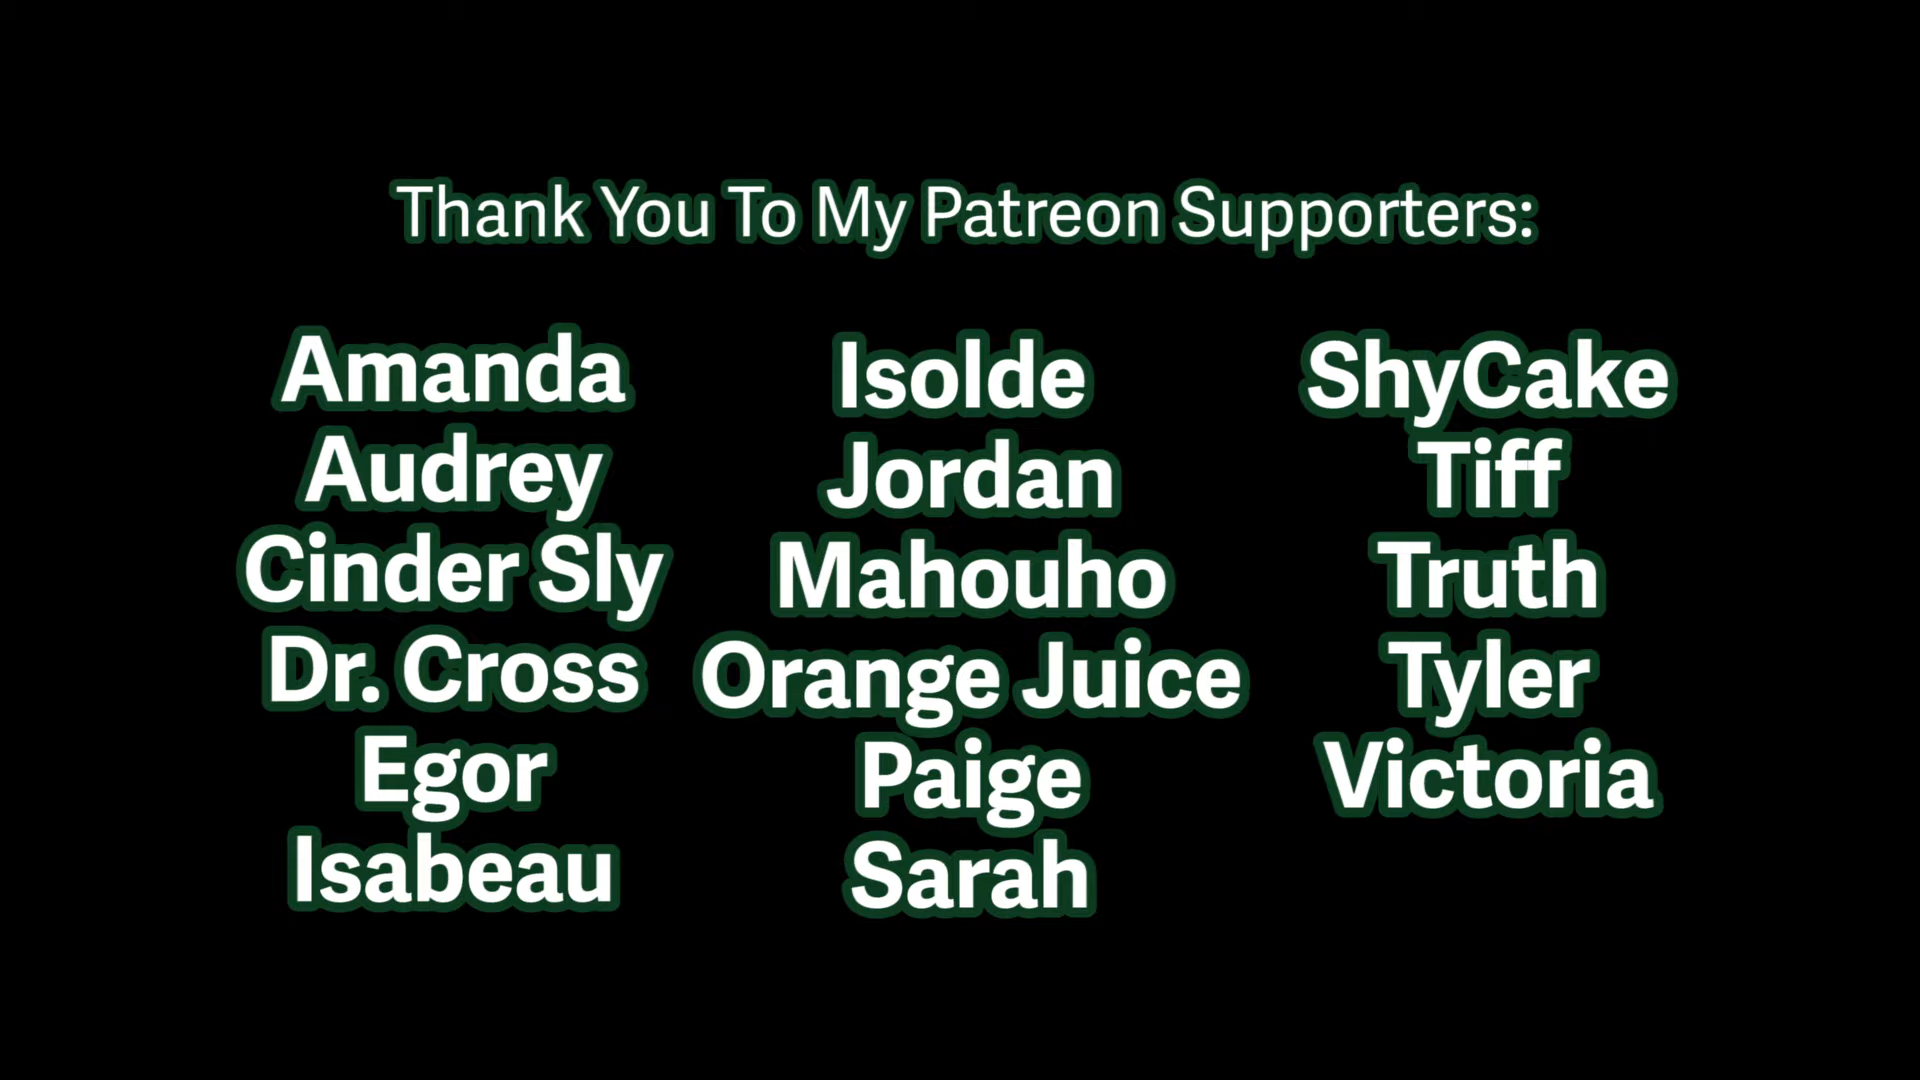 Thank You To My Patreon Supporters:
Amanda
Audrey
Cinder Sly
Dr. Cross
Egor
Isabeau
Isolde
Jordan
Mahouho
Orange Juice
Paige
Sarah
ShyCake
Tiff
Truth
Tyler
Victoria